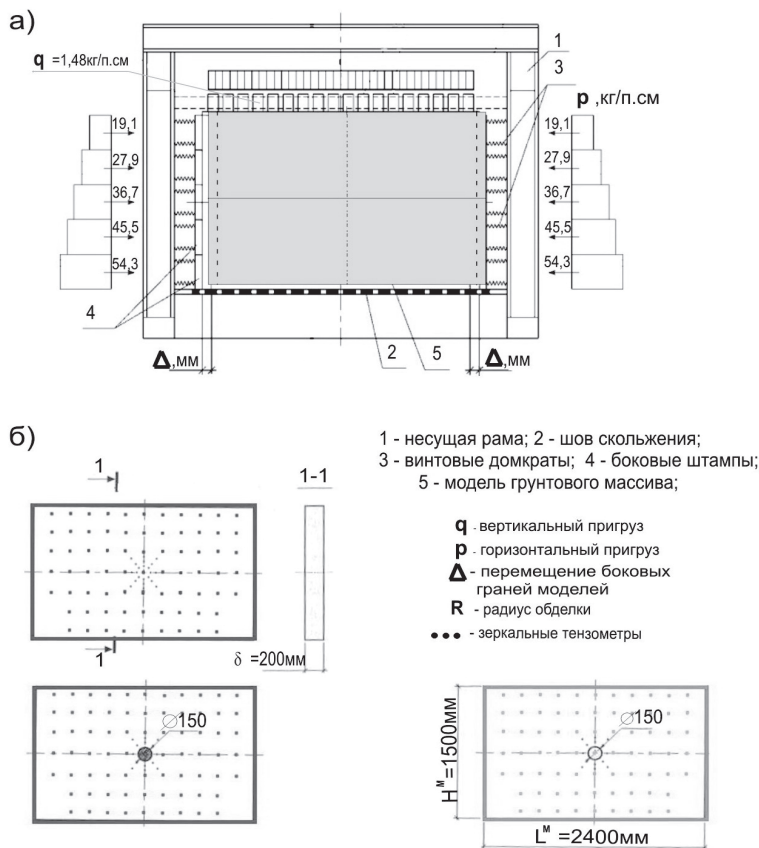 а)
q =1,48кг/п.см
1
3
p ,кг/п.см
19,1
19,1
27,9
27,9
36,7
36,7
45,5
45,5
54,3
54,3
4
Δ,мм
2
5
Δ,мм
б)
1
1-1
1
δ =200мм
1 - несущая рама; 2 - шов скольжения;
3 - винтовые домкраты; 4 - боковые штампы;
5 - модель грунтового массива;
q - вертикальный пригруз
p - горизонтальный пригруз
Δ - перемещение боковых
граней моделей
R - радиус обделки
••• - зеркальные тензометры
∅150
∅150
Hᴹ=1500мм
Lᴹ =2400мм